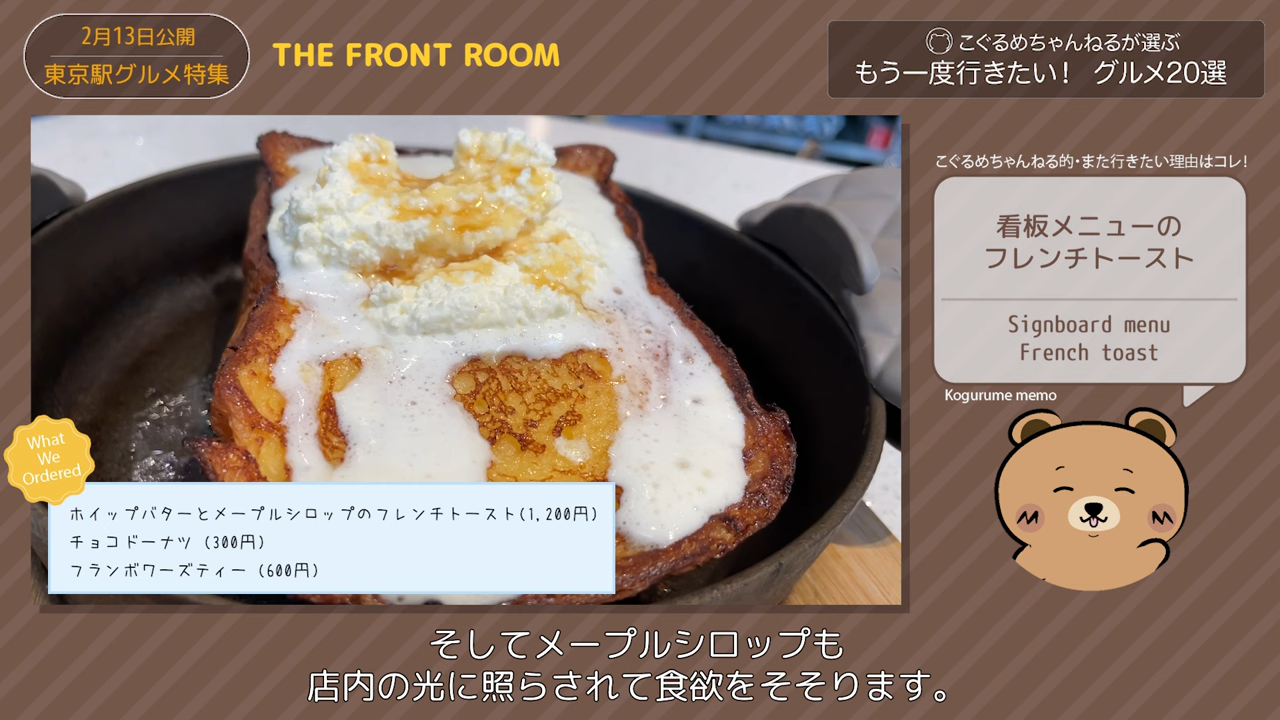 2月13日公開
東京駅グルメ特集
THE FRONT ROOM
こぐるめちゃんねるが選ぶ
もう一度行きたい! グルメ20選
こぐるめちゃんねる的・また行きたい理由はコレ!
看板メニューの
フレンチトースト
Signboard menu
French toast
Kogurume memo
What
We
Ordered
ホイップバターとメープルシロップのフレンチトースト(1,200円)
チョコドーナツ (300円)
フランボワーズティー (600円)
そしてメープルシロップも
店内の光に照らされて食欲をそそります。